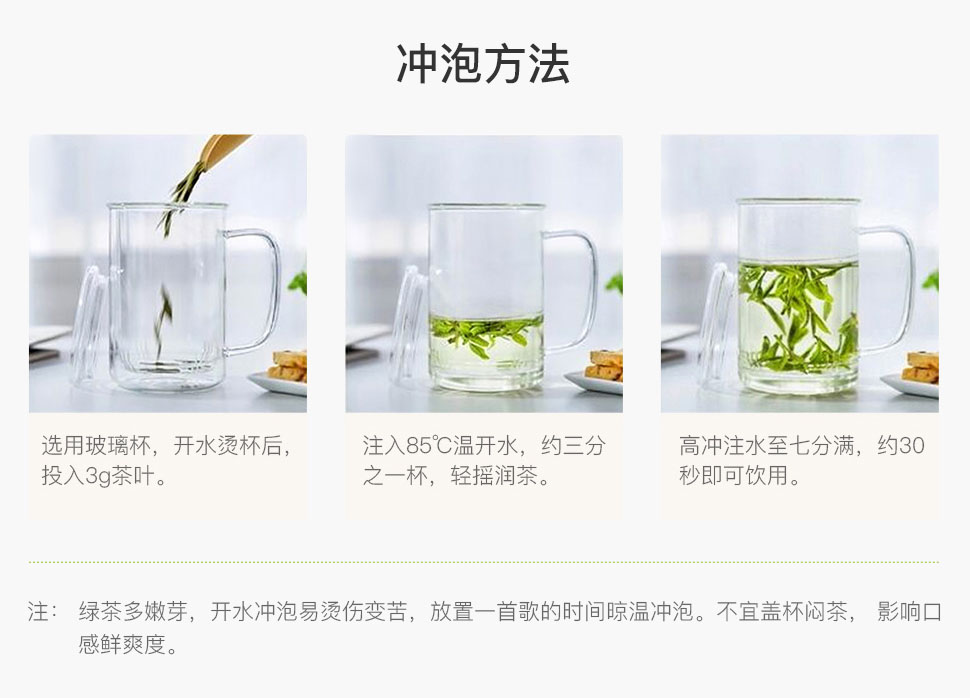 冲泡方法
选用玻璃杯，开水烫杯后，
投入3g茶叶。
注入85℃温开水，约三分
之一杯，轻摇润茶。
高冲注水至七分满，约30
秒即可饮用。
注： 绿茶多嫩芽，开水冲泡易烫伤变苦，放置一首歌的时间晾温冲泡。不宜盖杯闷茶， 影响口
感鲜爽度。